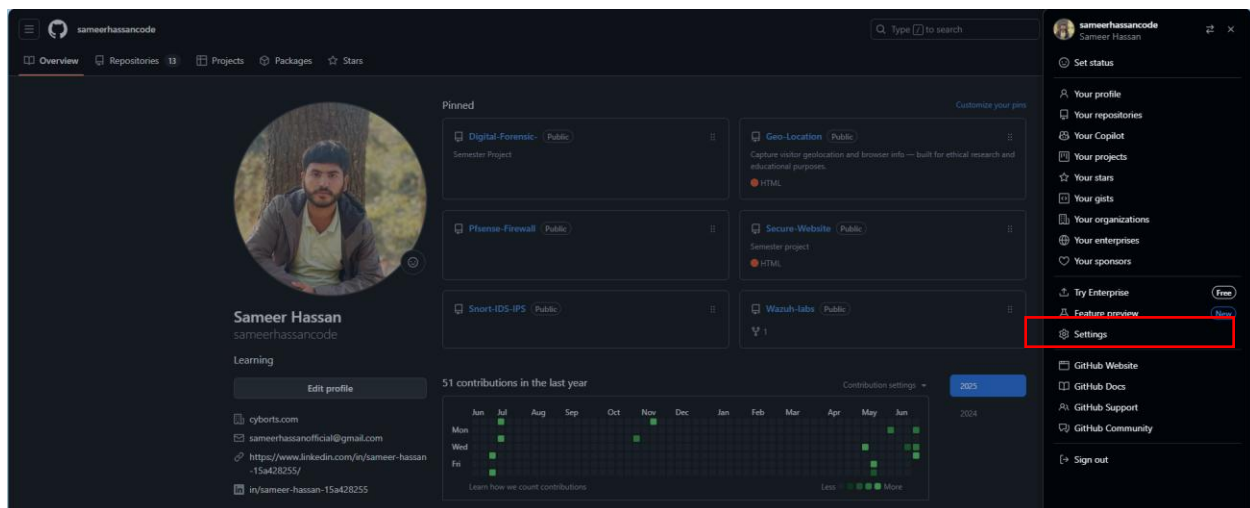 sameerhassancode
Type / to search
Overview Repositories 13 Projects Packages Stars
Pinned
Customize your pins
Digital-Forensic- Public
Semester Project
Geo-Location Public
Capture visitor geolocation and browser info — built for ethical research and
educational purposes.
HTML
Pfsense-Firewall Public
Secure-Website Public
Semester project
HTML
Snort-IDS-IPS Public
Wazuh-labs Public
1
Sameer Hassan
sameerhassancode
Learning
Edit profile
cyborts.com
sameerhassanofficial@gmail.com
https://www.linkedin.com/in/sameer-hassan
-15a428255/
in/sameer-hassan-15a428255
51 contributions in the last year
Contribution settings
2025
2024
Jun Jul Aug Sep Oct Nov Dec Jan Feb Mar Apr May Jun
Mon
Wed
Fri
Learn how we count contributions
Less More
sameerhassancode
Sameer Hassan
Set status
Your profile
Your repositories
Your Copilot
Your projects
Your stars
Your gists
Your organizations
Your enterprises
Your sponsors
Try Enterprise Free
Feature preview New
Settings
GitHub Website
GitHub Docs
GitHub Support
GitHub Community
Sign out